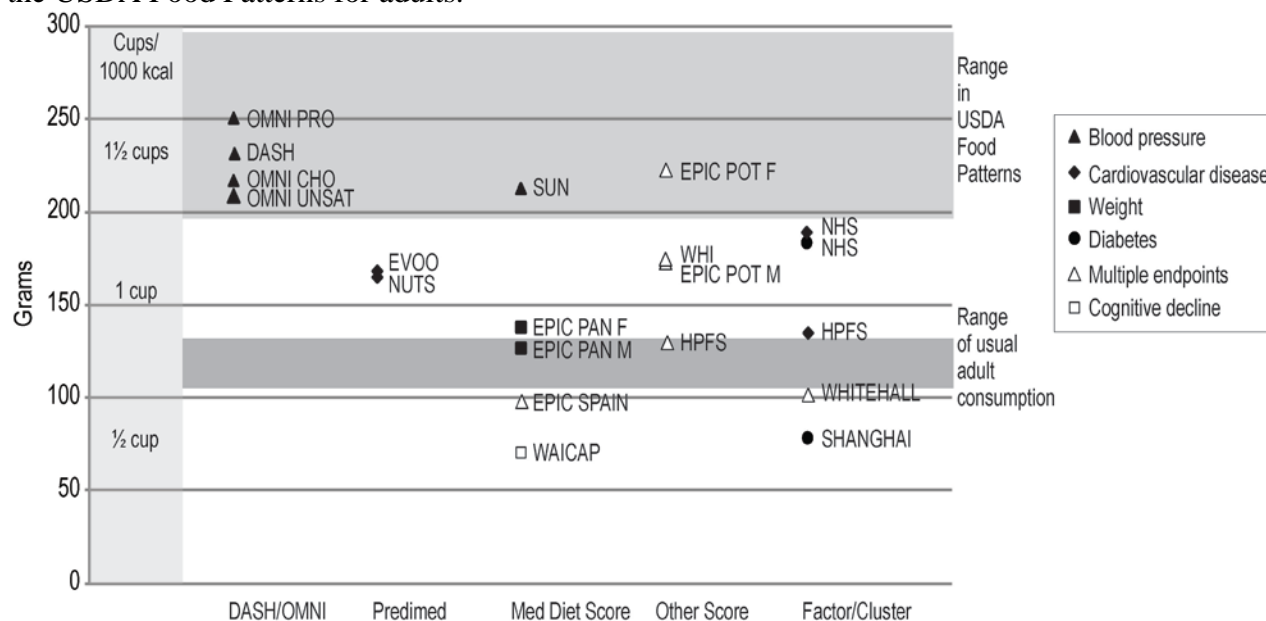 the USDA Food Patterns for adults.
300
Cups/
1000 kcal
250
1½ cups
200
1 cup
150
100
½ cup
50
0
Grams
OMNI PRO
DASH
OMNI CHO
OMNI UNSAT
EVOO
NUTS
SUN
EPIC PAN F
EPIC PAN M
EPIC SPAIN
WAICAP
EPIC POT F
WHI
EPIC POT M
HPFS
NHS
NHS
HPFS
WHITEHALL
SHANGHAI
Range
in
USDA
Food
Patterns
Range
of usual
adult
consumption
Blood pressure
Cardiovascular disease
Weight
Diabetes
Multiple endpoints
Cognitive decline
DASH/OMNI
Predimed
Med Diet Score
Other Score
Factor/Cluster